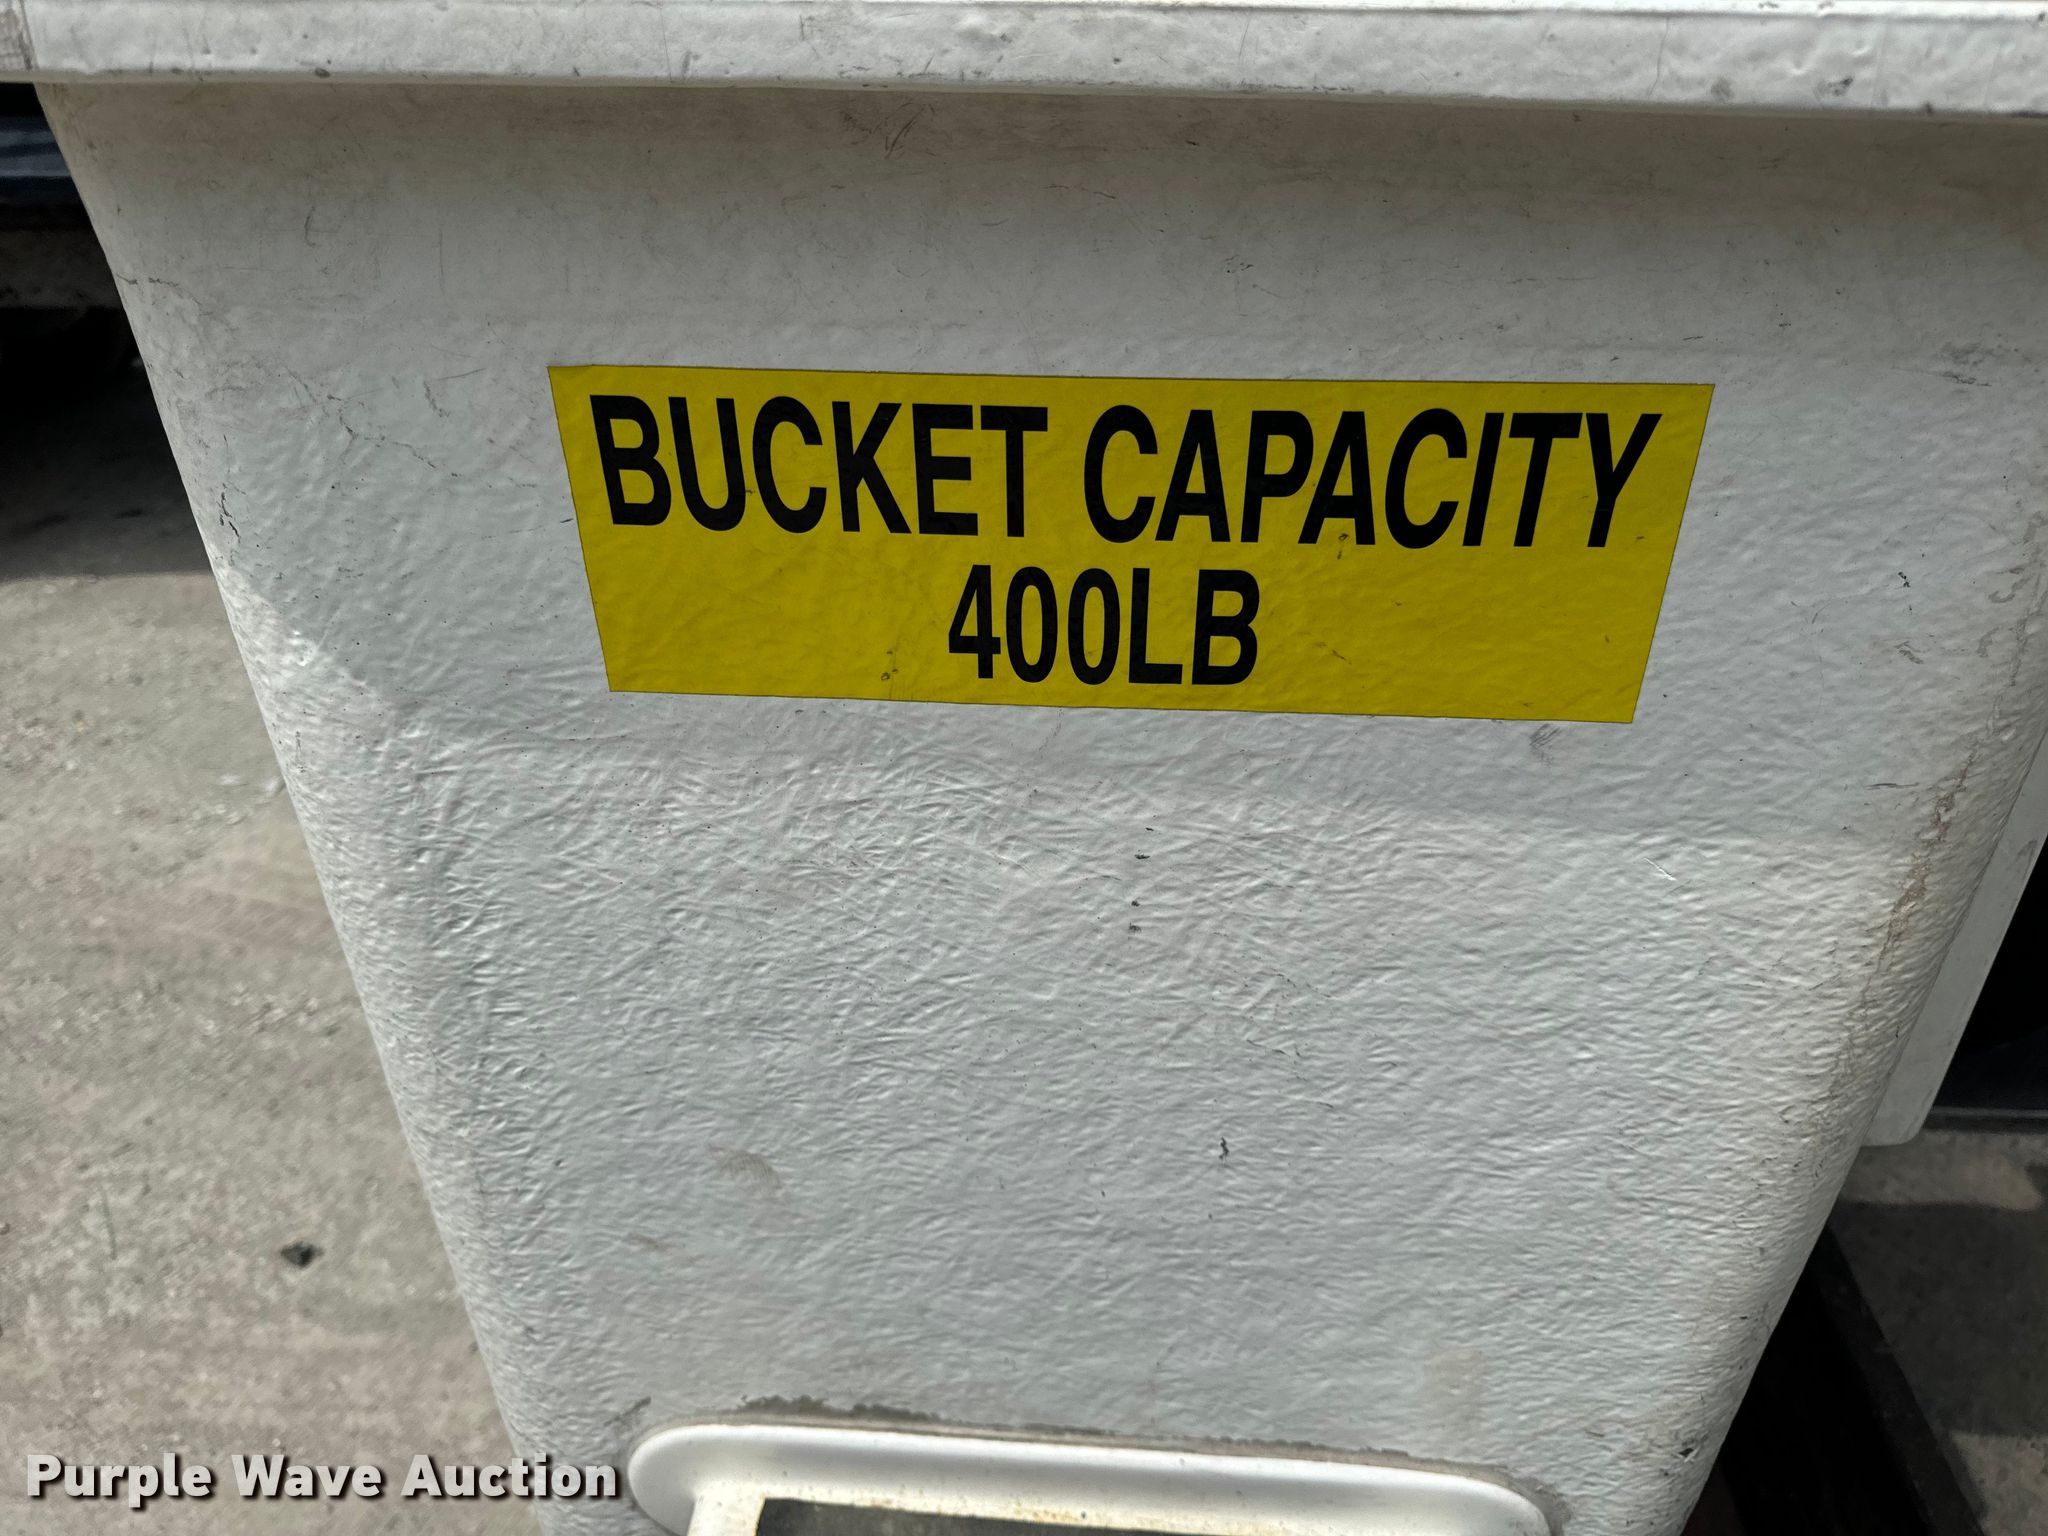 BUCKET CAPACITY
400LB
Purple Wave Auction